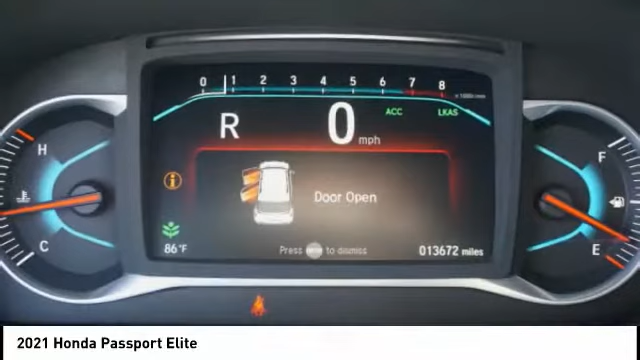 0 1 2 3 4 5 6 7 8
x 1000r/min
ACC LKAS
R 0 mph
H F
Door Open
C E
86°F Press to dismiss 013672 miles
2021 Honda Passport Elite